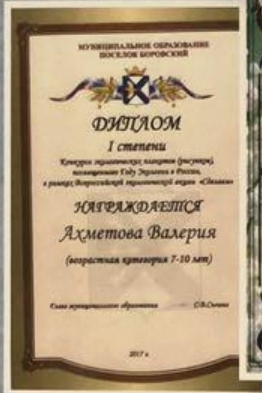 МУНИЦИПАЛЬНОЕ ОБРАЗОВАНИЕ
ПОСЕЛОК БОРОВСКИЙ
ДИПЛОМ
I степени
Конкурса экологических плакатов (рисунков),
посвященного Году Экологии в России,
в рамках Всероссийской экологической акции «Сделаем»
НАГРАЖДАЕТСЯ
Ахметова Валерия
(возрастная категория 7-10 лет)
Глава муниципального образования С.В.Сычева
2017 г.